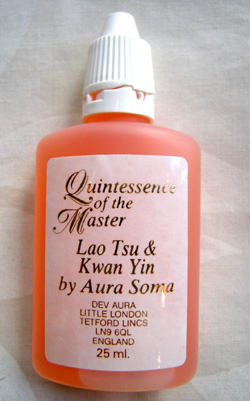 Quintessence
of the
Master
Lao Tsu &
Kwan Yin
by Aura Soma
DEV AURA
LITTLE LONDON
TETFORD LINCS
LN9 6QL
ENGLAND
25 ml.